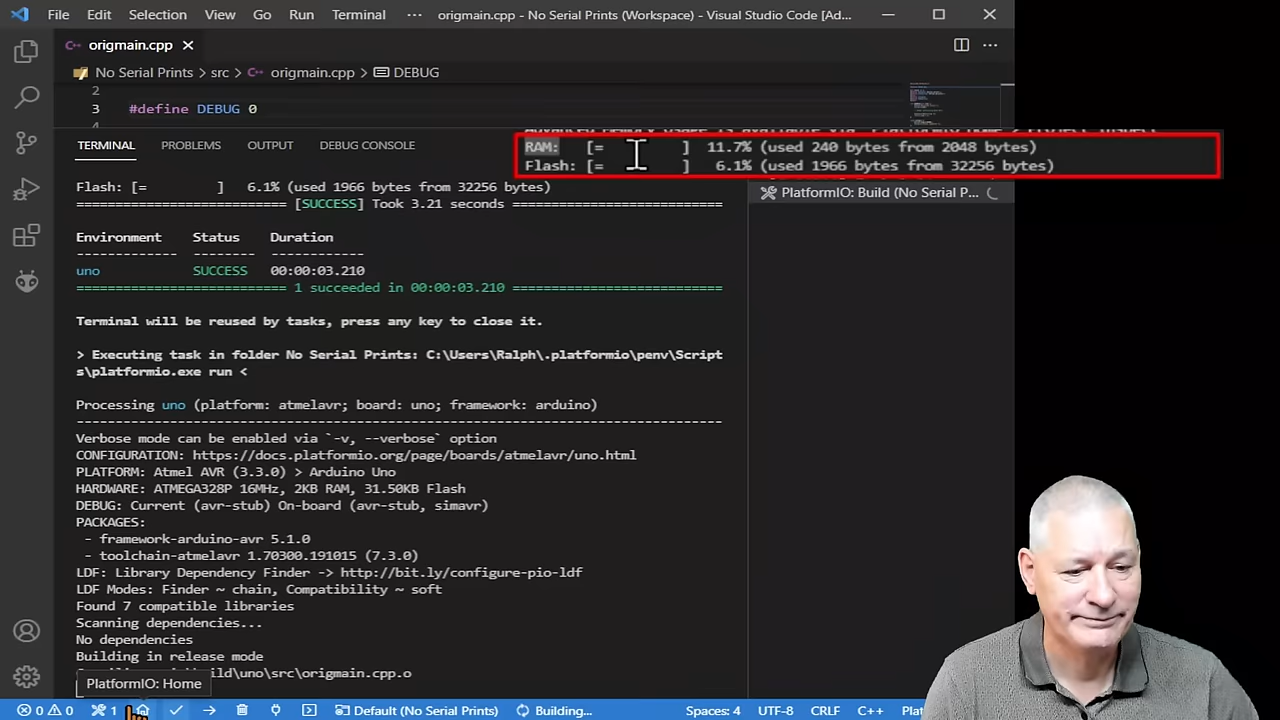 File Edit Selection View Go Run Terminal ··· origmain.cpp - No Serial Prints (Workspace) - Visual Studio Code [Ad...
origmain.cpp
No Serial Prints > src > origmain.cpp > DEBUG
2
3 #define DEBUG 0
4
TERMINAL PROBLEMS OUTPUT DEBUG CONSOLE
RAM: [= ] 11.7% (used 240 bytes from 2048 bytes)
Flash: [= ] 6.1% (used 1966 bytes from 32256 bytes)
PlatformIO: Build (No Serial P...
Flash: [= ] 6.1% (used 1966 bytes from 32256 bytes)
=========================== [SUCCESS] Took 3.21 seconds ===========================
Environment Status Duration
------------- -------- ------------
uno SUCCESS 00:00:03.210
=========================== 1 succeeded in 00:00:03.210 ===========================
Terminal will be reused by tasks, press any key to close it.
> Executing task in folder No Serial Prints: C:\Users\Ralph\.platformio\penv\Script
s\platformio.exe run <
Processing uno (platform: atmelavr; board: uno; framework: arduino)
-----------------------------------------------------------------------------------
Verbose mode can be enabled via `-v, --verbose` option
CONFIGURATION: https://docs.platformio.org/page/boards/atmelavr/uno.html
PLATFORM: Atmel AVR (3.3.0) > Arduino Uno
HARDWARE: ATMEGA328P 16MHz, 2KB RAM, 31.50KB Flash
DEBUG: Current (avr-stub) On-board (avr-stub, simavr)
PACKAGES:
- framework-arduino-avr 5.1.0
- toolchain-atmelavr 1.70300.191015 (7.3.0)
LDF: Library Dependency Finder -> http://bit.ly/configure-pio-ldf
LDF Modes: Finder ~ chain, Compatibility ~ soft
Found 7 compatible libraries
Scanning dependencies...
No dependencies
Building in release mode
\uno\src\origmain.cpp.o
PlatformIO: Home
0 0 1 Default (No Serial Prints) Building... Spaces: 4 UTF-8 CRLF C++ Plat